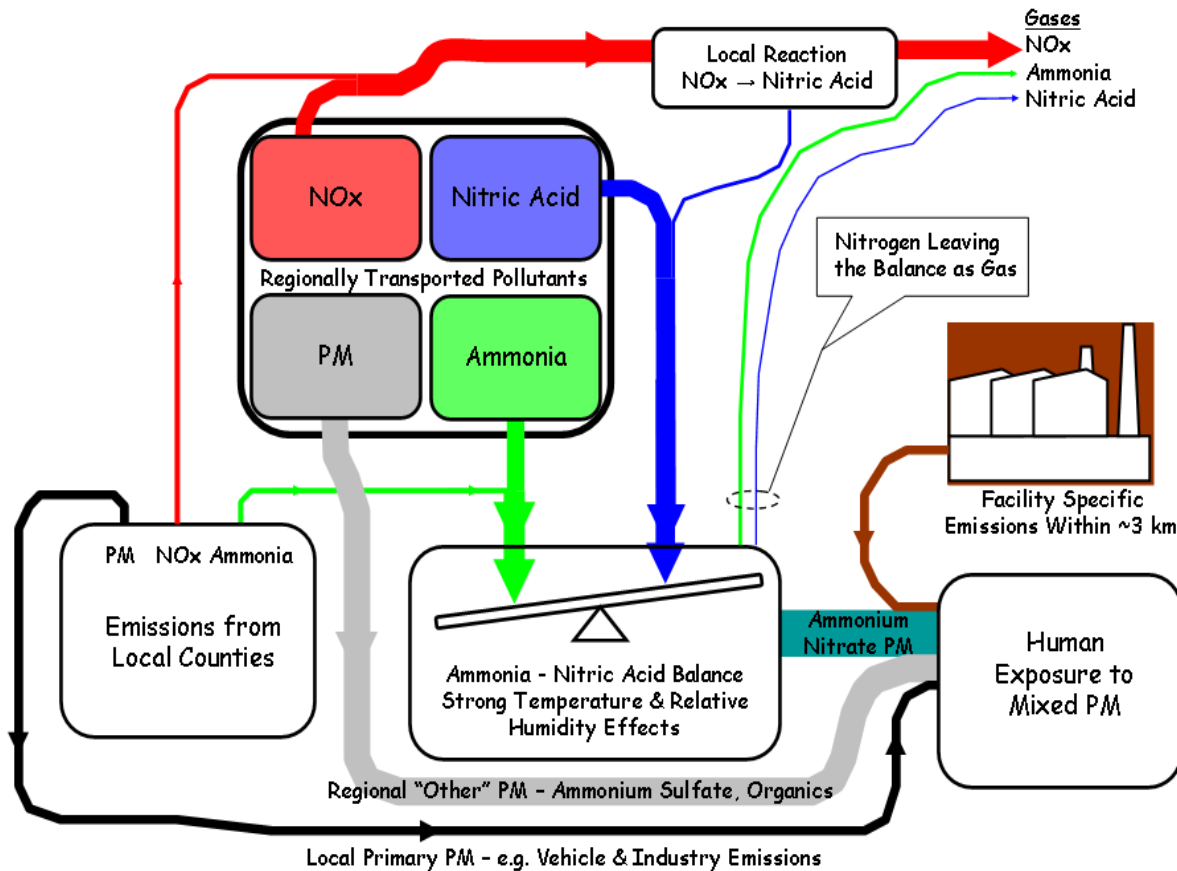 Gases
NOx
Ammonia
Nitric Acid
Local Reaction
NOx → Nitric Acid
NOx
Nitric Acid
Regionally Transported Pollutants
PM
Ammonia
Nitrogen Leaving
the Balance as Gas
Facility Specific
Emissions Within ~3 km
PM NOx Ammonia
Emissions from
Local Counties
Ammonia - Nitric Acid Balance
Strong Temperature & Relative
Humidity Effects
Ammonium
Nitrate PM
Human
Exposure to
Mixed PM
Regional “Other” PM – Ammonium Sulfate, Organics
Local Primary PM – e.g. Vehicle & Industry Emissions